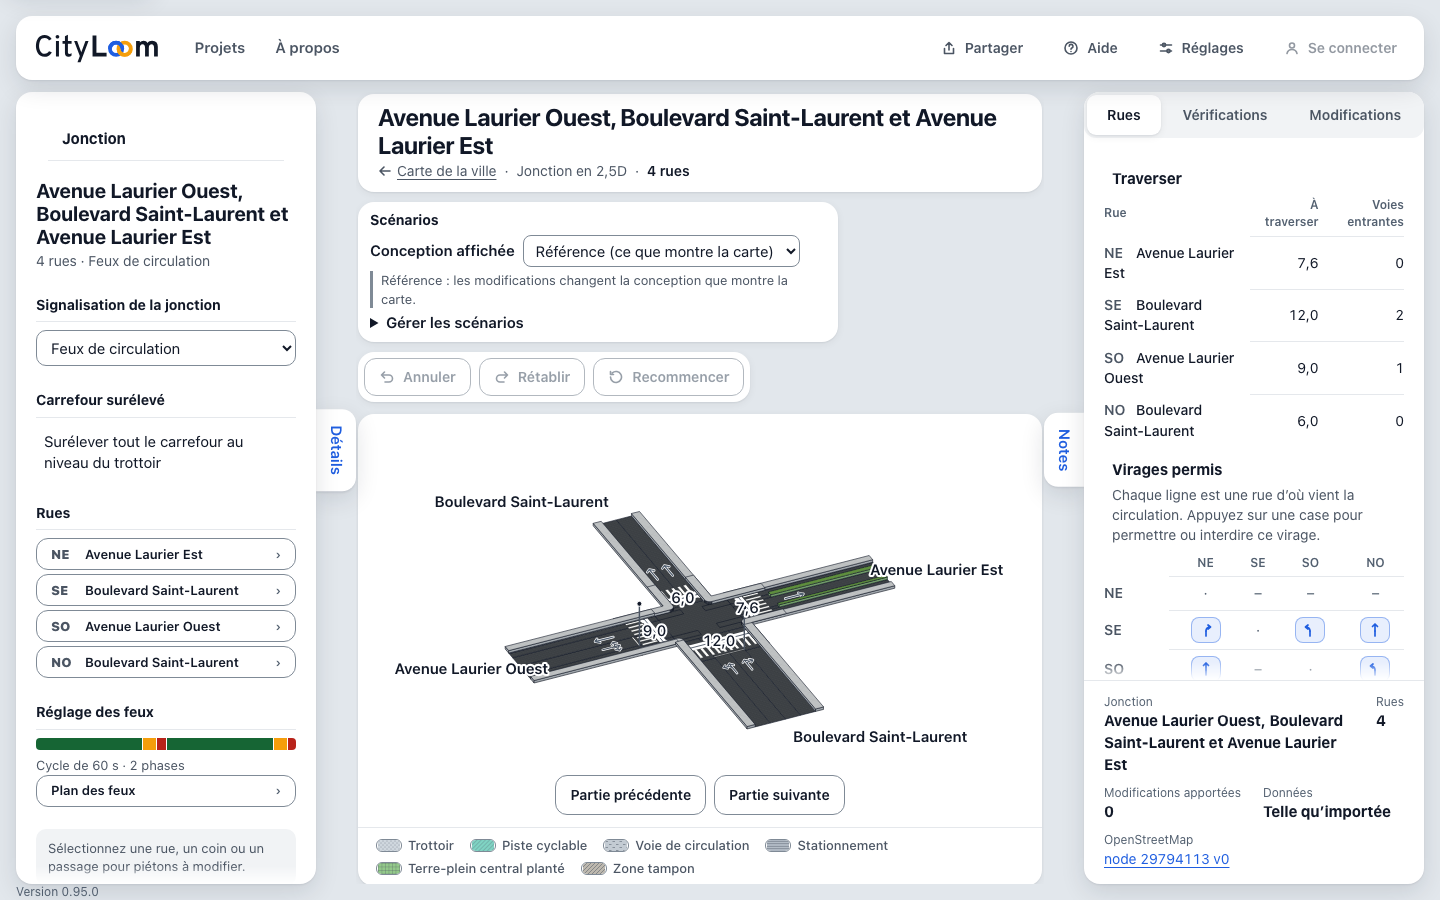 CityLoom
Projets
À propos
Partager
Aide
Réglages
Se connecter
Jonction
Avenue Laurier Ouest,
Boulevard Saint-Laurent et
Avenue Laurier Est
4 rues · Feux de circulation
Signalisation de la jonction
Feux de circulation
Carrefour surélevé
Surélever tout le carrefour au
niveau du trottoir
Rues
NE Avenue Laurier Est ›
SE Boulevard Saint-Laurent ›
SO Avenue Laurier Ouest ›
NO Boulevard Saint-Laurent ›
Réglage des feux
Cycle de 60 s · 2 phases
Plan des feux ›
Sélectionnez une rue, un coin ou un
passage pour piétons à modifier.
Version 0.95.0
Détails
Avenue Laurier Ouest, Boulevard Saint-Laurent et Avenue
Laurier Est
← Carte de la ville · Jonction en 2,5D · 4 rues
Scénarios
Conception affichée Référence (ce que montre la carte)
Référence : les modifications changent la conception que montre la
carte.
Gérer les scénarios
Annuler
Rétablir
Recommencer
Boulevard Saint-Laurent
Avenue Laurier Est
6,0
7,6
9,0
12,0
Avenue Laurier Ouest
Boulevard Saint-Laurent
Partie précédente
Partie suivante
Trottoir
Piste cyclable
Voie de circulation
Stationnement
Terre-plein central planté
Zone tampon
Notes
Rues
Vérifications
Modifications
Traverser
Rue
À
traverser
Voies
entrantes
NE Avenue Laurier
Est
7,6
0
SE Boulevard
Saint-Laurent
12,0
2
SO Avenue Laurier
Ouest
9,0
1
NO Boulevard
Saint-Laurent
6,0
0
Virages permis
Chaque ligne est une rue d’où vient la
circulation. Appuyez sur une case pour
permettre ou interdire ce virage.
NE SE SO NO
NE · – – –
SE ·
SO – ·
Jonction
Avenue Laurier Ouest, Boulevard
Saint-Laurent et Avenue Laurier
Est
Rues
4
Modifications apportées
0
Données
Telle qu’importée
OpenStreetMap
node 29794113 v0